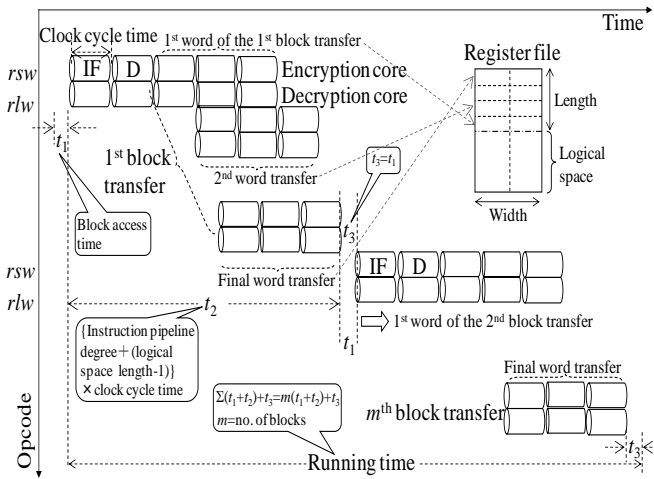 Time
Clock cycle time
1st word of the 1st block transfer
Register file
rsw
IF
D
Encryption core
rlw
Decryption core
Length
t1
1st block
transfer
t3=t1
Logical
space
2nd word transfer
Block access
time
t3
Width
rsw
IF
D
Final word transfer
rlw
t2
t1
1st word of the 2nd block transfer
{Instruction pipeline
degree+(logical
space length-1)}
×clock cycle time
Final word transfer
Σ(t1+t2)+t3=m(t1+t2)+t3
m=no. of blocks
mth block transfer
Opcode
t3
Running time